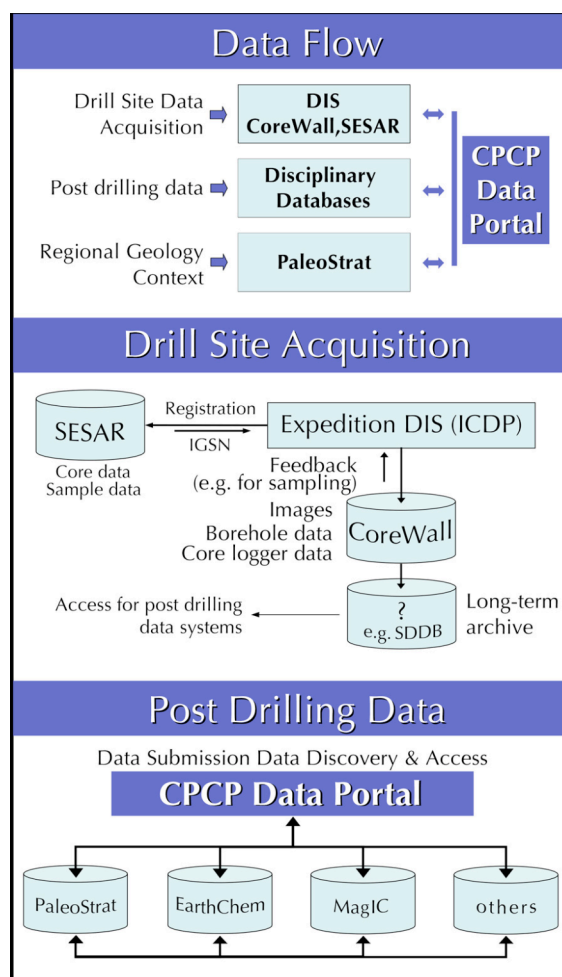 Data Flow
Drill Site Data
Acquisition
DIS
CoreWall,SESAR
Post drilling data
Disciplinary
Databases
Regional Geology
Context
PaleoStrat
CPCP
Data
Portal
Drill Site Acquisition
SESAR
Core data
Sample data
Registration
IGSN
Expedition DIS (ICDP)
Feedback
(e.g. for sampling)
Images
Borehole data
Core logger data
CoreWall
Access for post drilling
data systems
?
e.g. SDDB
Long-term
archive
Post Drilling Data
Data Submission Data Discovery & Access
CPCP Data Portal
PaleoStrat
EarthChem
MagIC
others